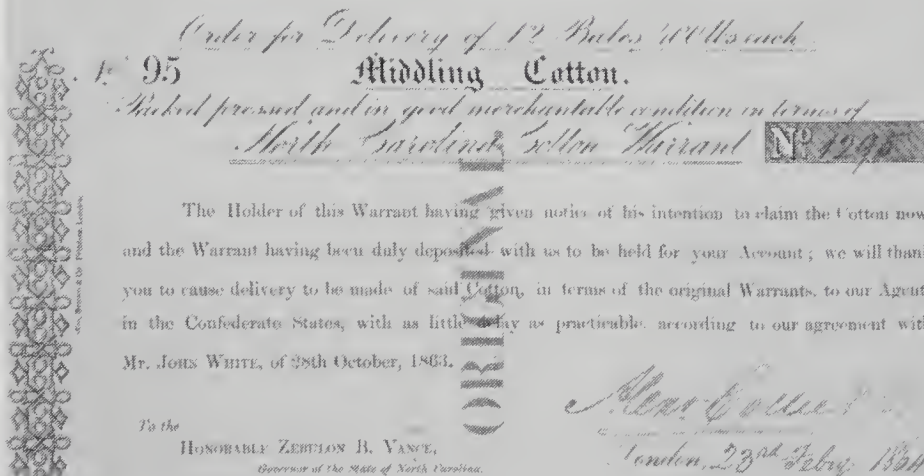 Order for Delivery of 12 Bales 400 lbs each
No. 95 Middling Cotton.
Packed pressed and in good merchantable condition in terms of
North Carolina Cotton Warrant No 1295
The Holder of this Warrant having given notice of his intention to claim the Cotton now
and the Warrant having been duly deposited with us to be held for your Account; we will thank
you to cause delivery to be made of said Cotton, in terms of the original Warrants, to our Agent
in the Confederate States, with as little delay as practicable, according to our agreement with
Mr. JOHN WHITE, of 28th October, 1863.
ORIGINAL
Alexr Collie
London, 23rd Feby
To the
HONORABLE ZEBULON B. VANCE,
Governor of the State of North Carolina.